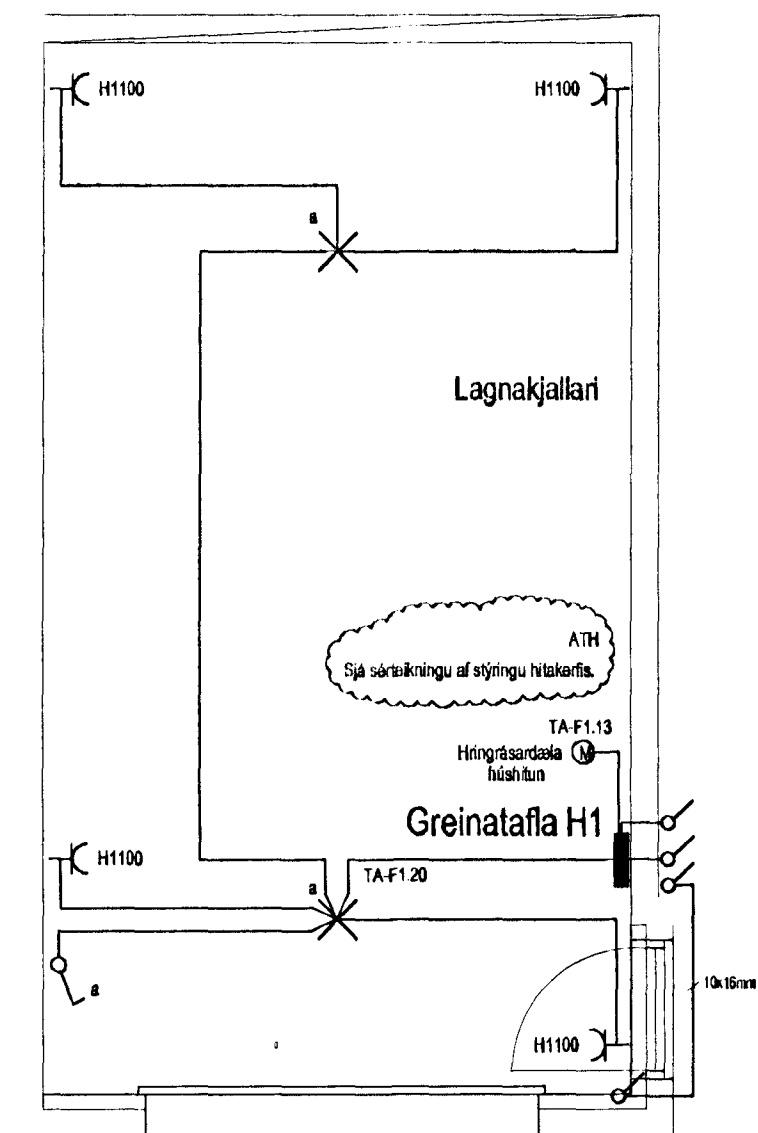 H1100
H1100
a
Lagnakjallari
ATH
Sjá sérteikningu af stýringu hitakerfis.
TA-F1.13
Hringrásardæla
M
húshitun
Greinatafla H1
H1100
TA-F1.20
a
a
10x16mm
H1100